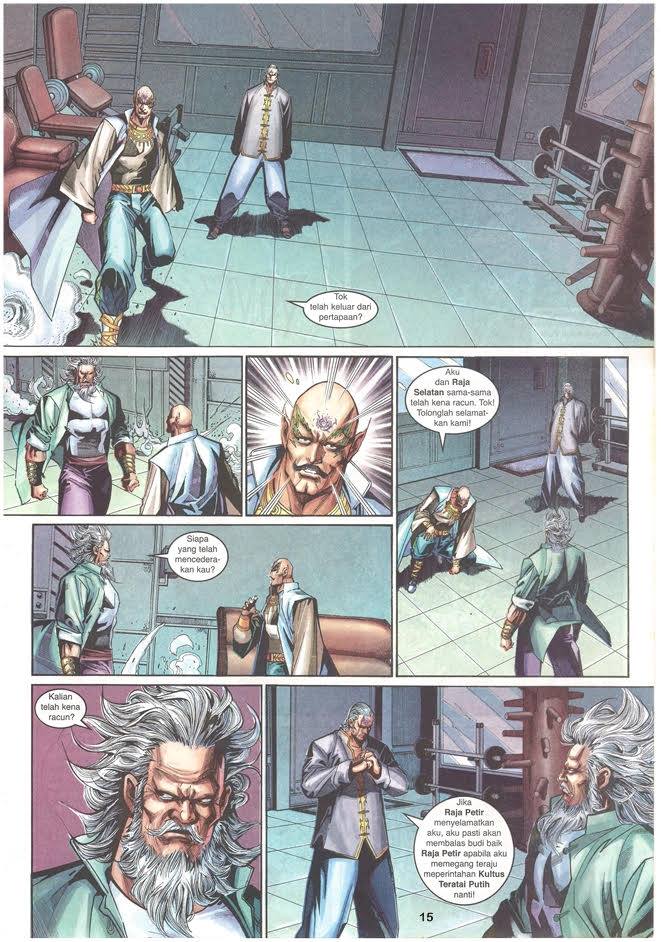 Tok
telah keluar dari
pertapaan?
Aku
dan Raja
Selatan sama-sama
telah kena racun. Tok!
Tolonglah selamat-
kan kami!
Siapa
yang telah
mencedera-
kan kau?
Kalian
telah kena
racun?
Jika
Raja Petir
menyelamatkan
aku, aku pasti akan
membalas budi baik
Raja Petir apabila aku
memegang teraju
meperintahan Kultus
Teratai Putih
nanti!
15